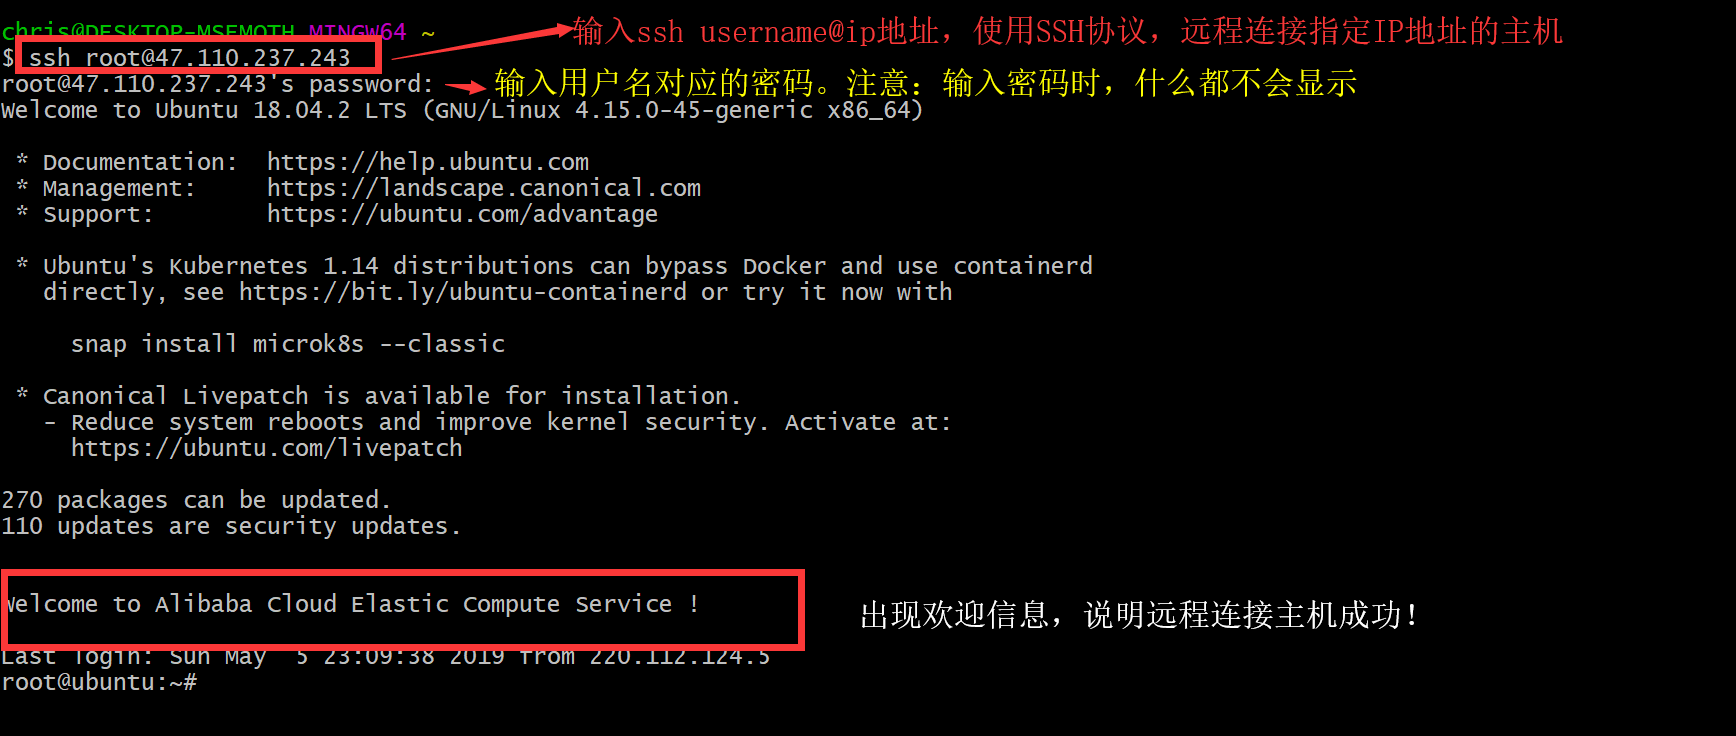 chris@DESKTOP-MSEMOTH MINGW64 ~
$ ssh root@47.110.237.243
输入ssh username@ip地址，使用SSH协议，远程连接指定IP地址的主机
root@47.110.237.243's password:
输入用户名对应的密码。注意：输入密码时，什么都不会显示
Welcome to Ubuntu 18.04.2 LTS (GNU/Linux 4.15.0-45-generic x86_64)
* Documentation:  https://help.ubuntu.com
* Management:     https://landscape.canonical.com
* Support:        https://ubuntu.com/advantage
* Ubuntu's Kubernetes 1.14 distributions can bypass Docker and use containerd
directly, see https://bit.ly/ubuntu-containerd or try it now with
snap install microk8s --classic
* Canonical Livepatch is available for installation.
- Reduce system reboots and improve kernel security. Activate at:
https://ubuntu.com/livepatch
270 packages can be updated.
110 updates are security updates.
Welcome to Alibaba Cloud Elastic Compute Service !
出现欢迎信息，说明远程连接主机成功！
Last login: Sun May  5 23:09:38 2019 from 220.112.124.5
root@ubuntu:~#